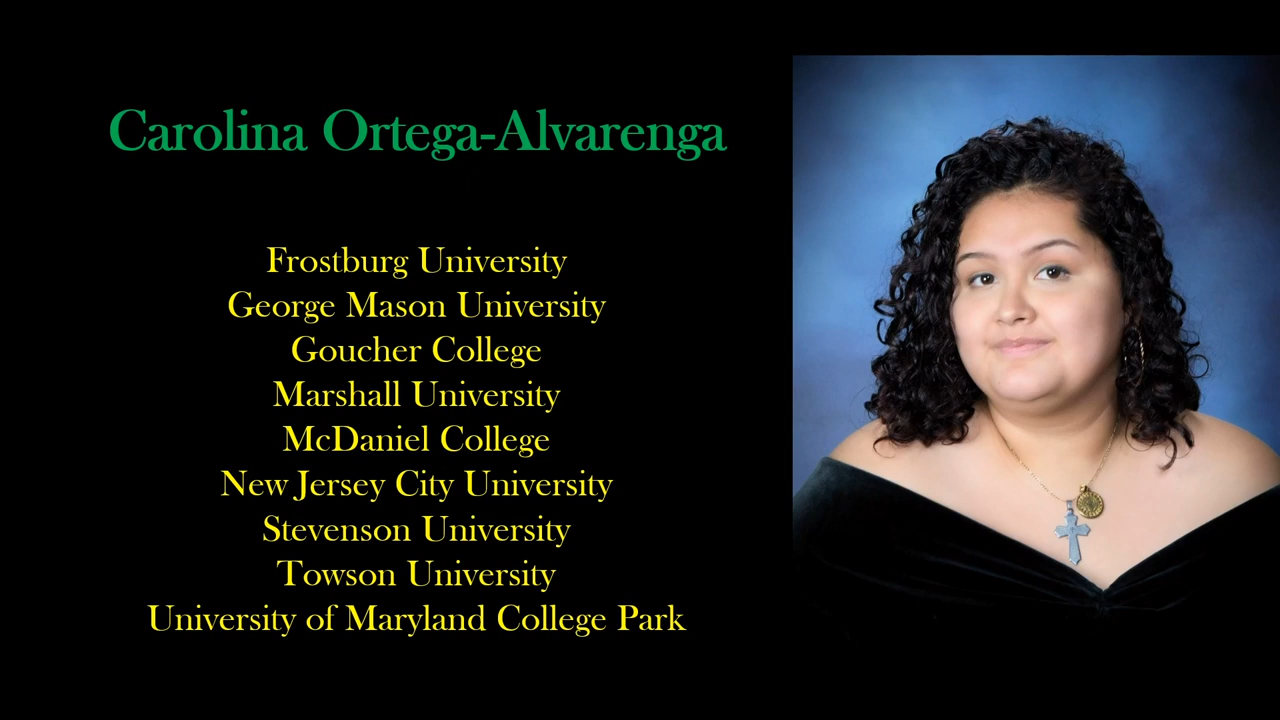 Carolina Ortega-Alvarenga
Frostburg University
George Mason University
Goucher College
Marshall University
McDaniel College
New Jersey City University
Stevenson University
Towson University
University of Maryland College Park